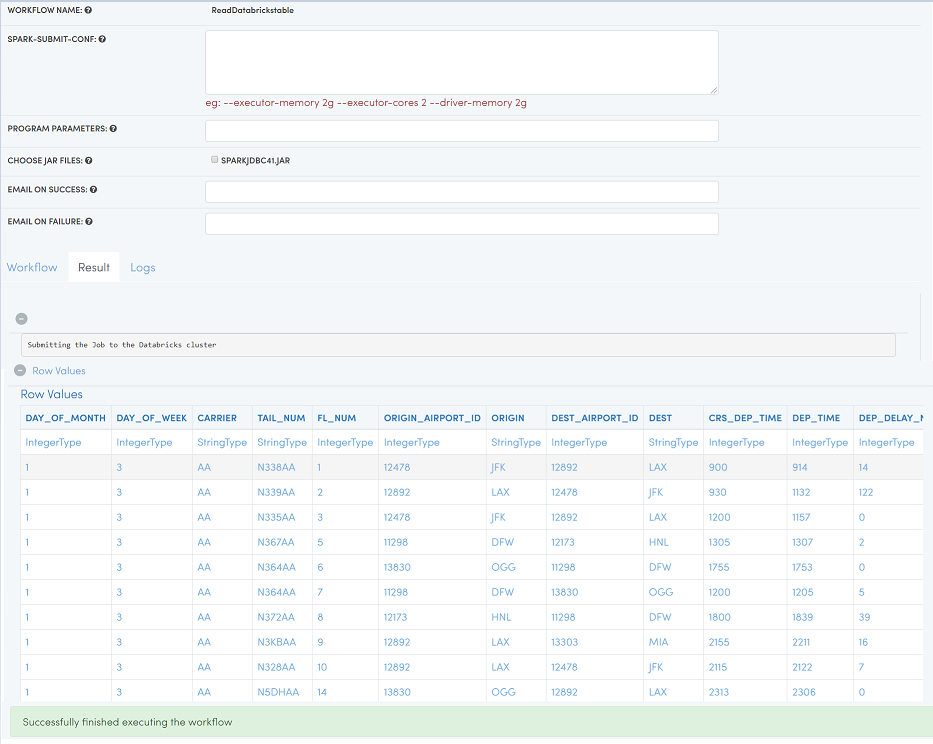 WORKFLOW NAME: ReadDatabrickstable
SPARK-SUBMIT-CONF:
eg: --executor-memory 2g --executor-cores 2 --driver-memory 2g
PROGRAM PARAMETERS:
CHOOSE JAR FILES: SPARKJDBC41.JAR
EMAIL ON SUCCESS:
EMAIL ON FAILURE:
Workflow Result Logs
Submitting the Job to the Databricks cluster
Row Values
Row Values
DAY_OF_MONTH DAY_OF_WEEK CARRIER TAIL_NUM FL_NUM ORIGIN_AIRPORT_ID ORIGIN DEST_AIRPORT_ID DEST CRS_DEP_TIME DEP_TIME DEP_DELAY_N
IntegerType IntegerType StringType StringType IntegerType IntegerType StringType IntegerType StringType IntegerType IntegerType IntegerType
1 3 AA N338AA 1 12478 JFK 12892 LAX 900 914 14
1 3 AA N339AA 2 12892 LAX 12478 JFK 930 1132 122
1 3 AA N335AA 3 12478 JFK 12892 LAX 1200 1157 0
1 3 AA N367AA 5 11298 DFW 12173 HNL 1305 1307 2
1 3 AA N364AA 6 13830 OGG 11298 DFW 1755 1753 0
1 3 AA N364AA 7 11298 DFW 13830 OGG 1200 1205 5
1 3 AA N372AA 8 12173 HNL 11298 DFW 1800 1839 39
1 3 AA N3KBAA 9 12892 LAX 13303 MIA 2155 2211 16
1 3 AA N328AA 10 12892 LAX 12478 JFK 2115 2122 7
1 3 AA N5DHAA 14 13830 OGG 12892 LAX 2313 2306 0
Successfully finished executing the workflow